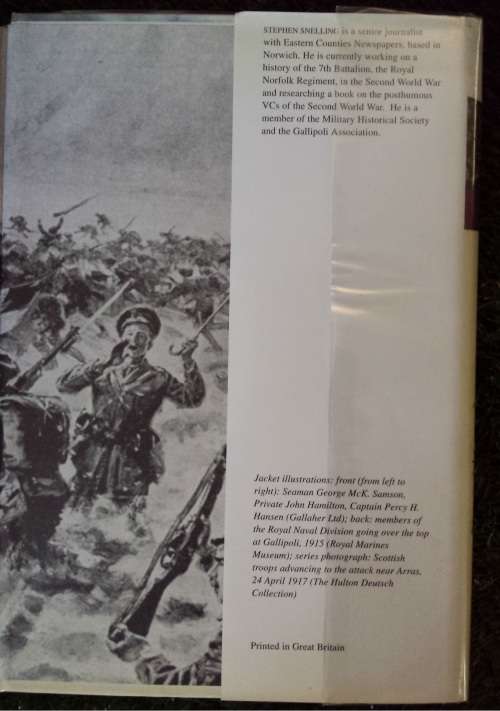 STEPHEN SNELLING is a senior journalist
with Eastern Counties Newspapers, based in
Norwich. He is currently working on a
history of the 7th Battalion, the Royal
Norfolk Regiment, in the Second World War
and researching a book on the posthumous
VCs of the Second World War. He is a
member of the Military Historical Society
and the Gallipoli Association.
Jacket illustrations: front (from left to
right): Seaman George McK. Samson,
Private John Hamilton, Captain Percy H.
Hansen (Gallaher Ltd); back: members of
the Royal Naval Division going over the top
at Gallipoli, 1915 (Royal Marines
Museum); series photograph: Scottish
troops advancing to the attack near Arras,
24 April 1917 (The Hulton Deutsch
Collection)
Printed in Great Britain